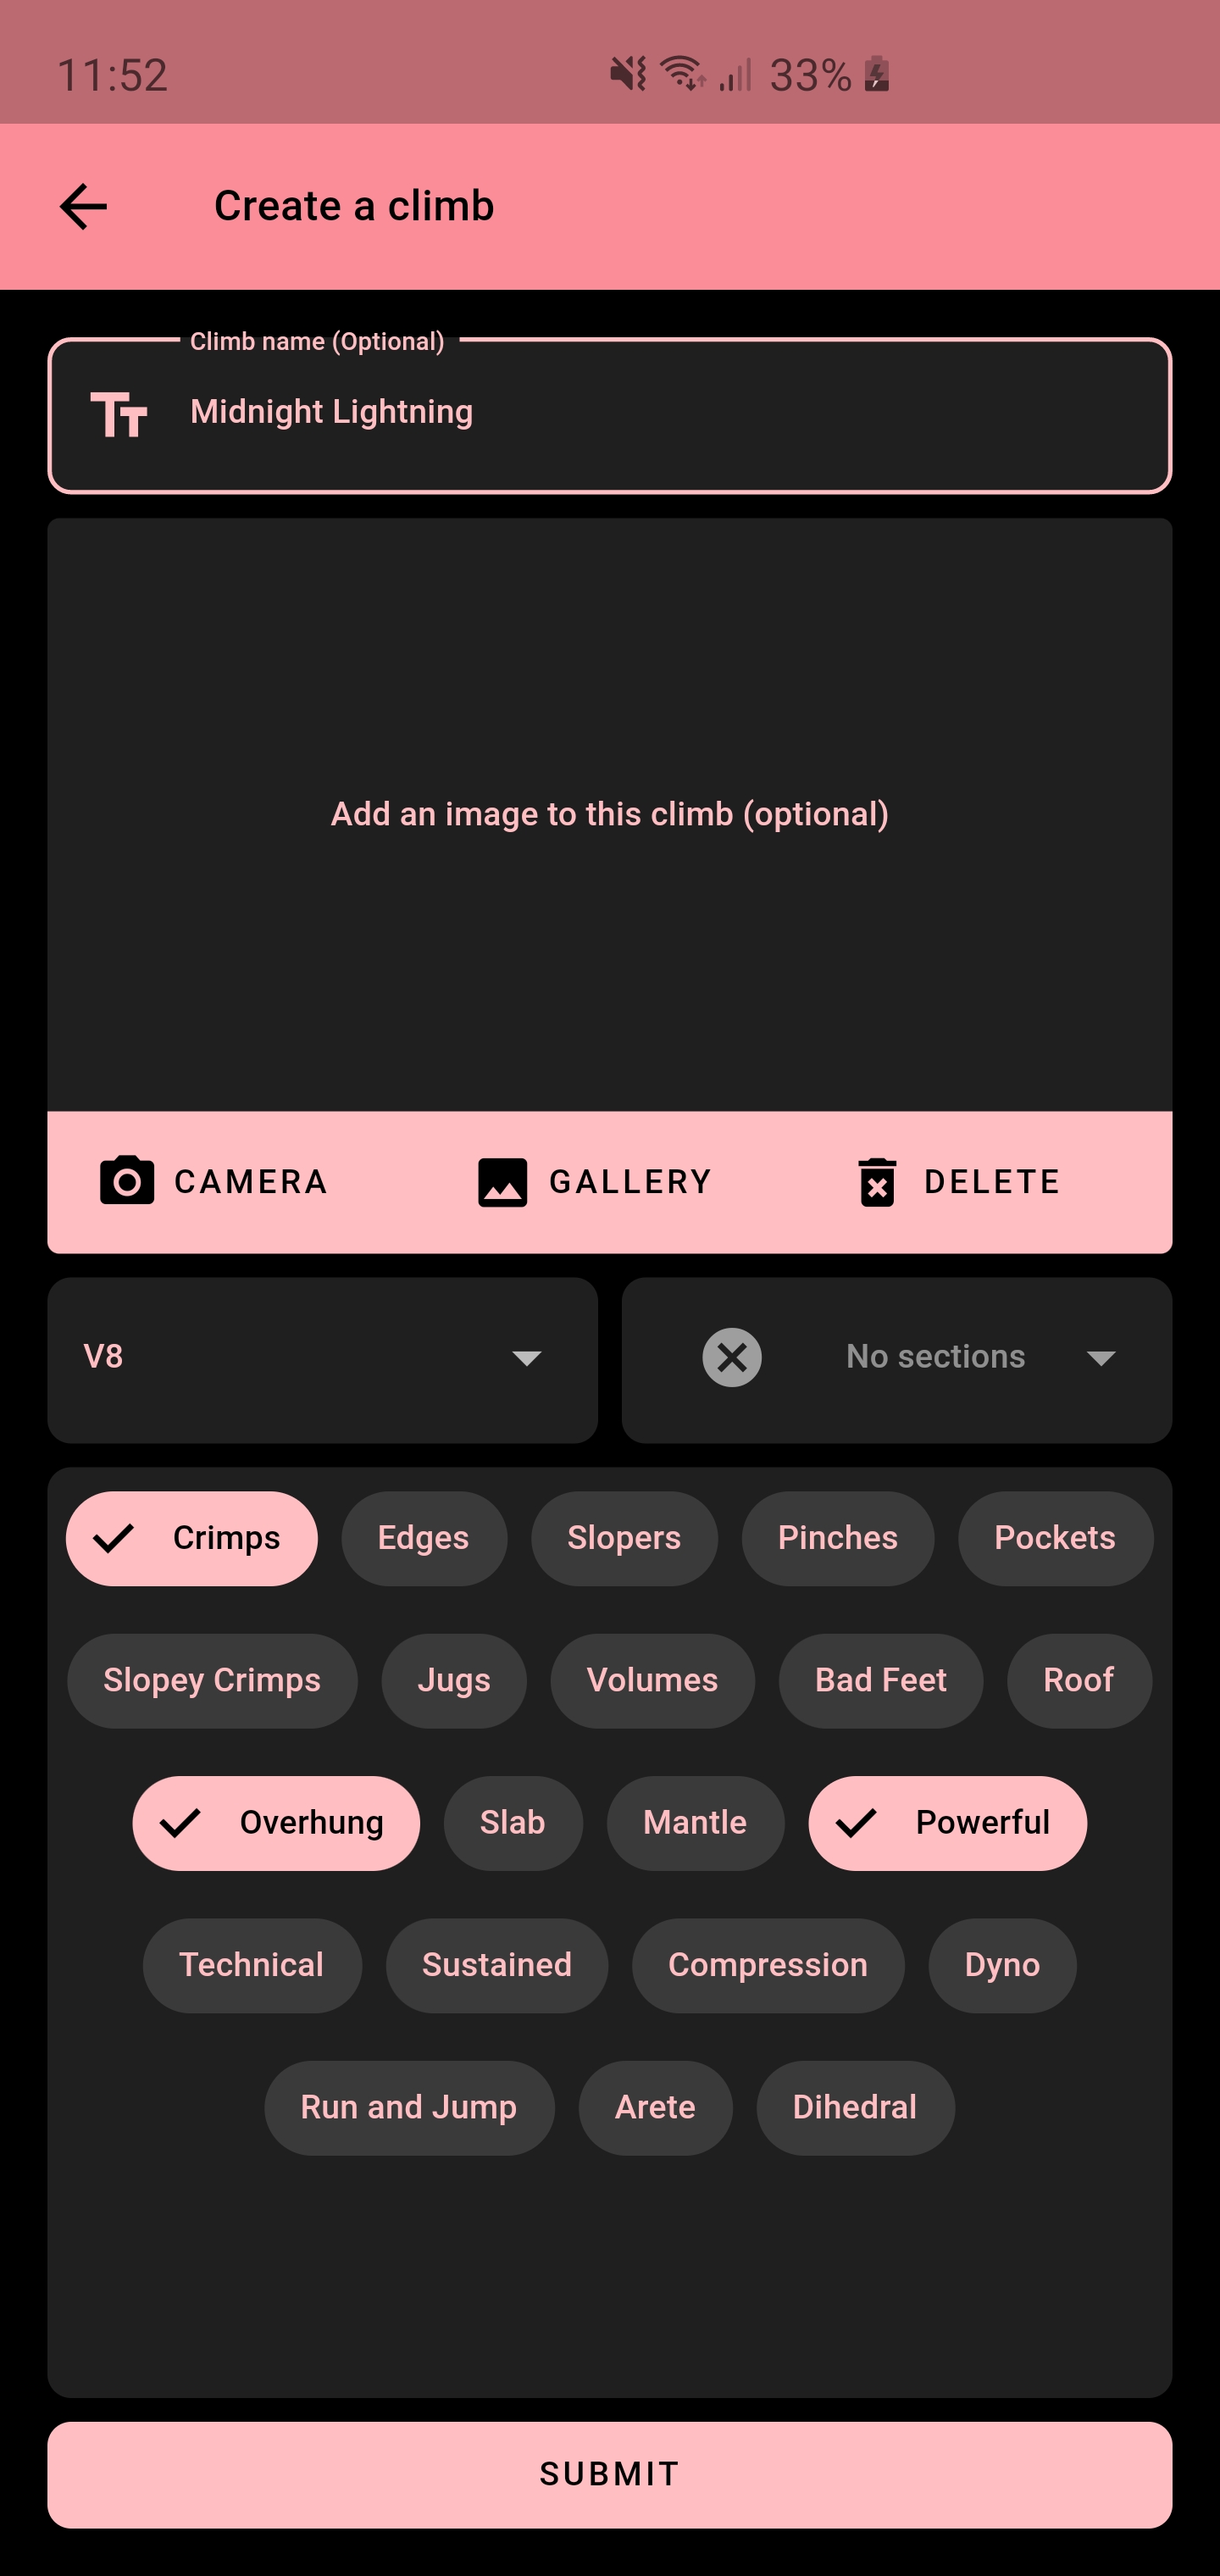 11:52 33%
Create a climb
Climb name (Optional)
Midnight Lightning
Add an image to this climb (optional)
CAMERA GALLERY DELETE
V8 No sections
Crimps Edges Slopers Pinches Pockets
Slopey Crimps Jugs Volumes Bad Feet Roof
Overhung Slab Mantle Powerful
Technical Sustained Compression Dyno
Run and Jump Arete Dihedral
SUBMIT